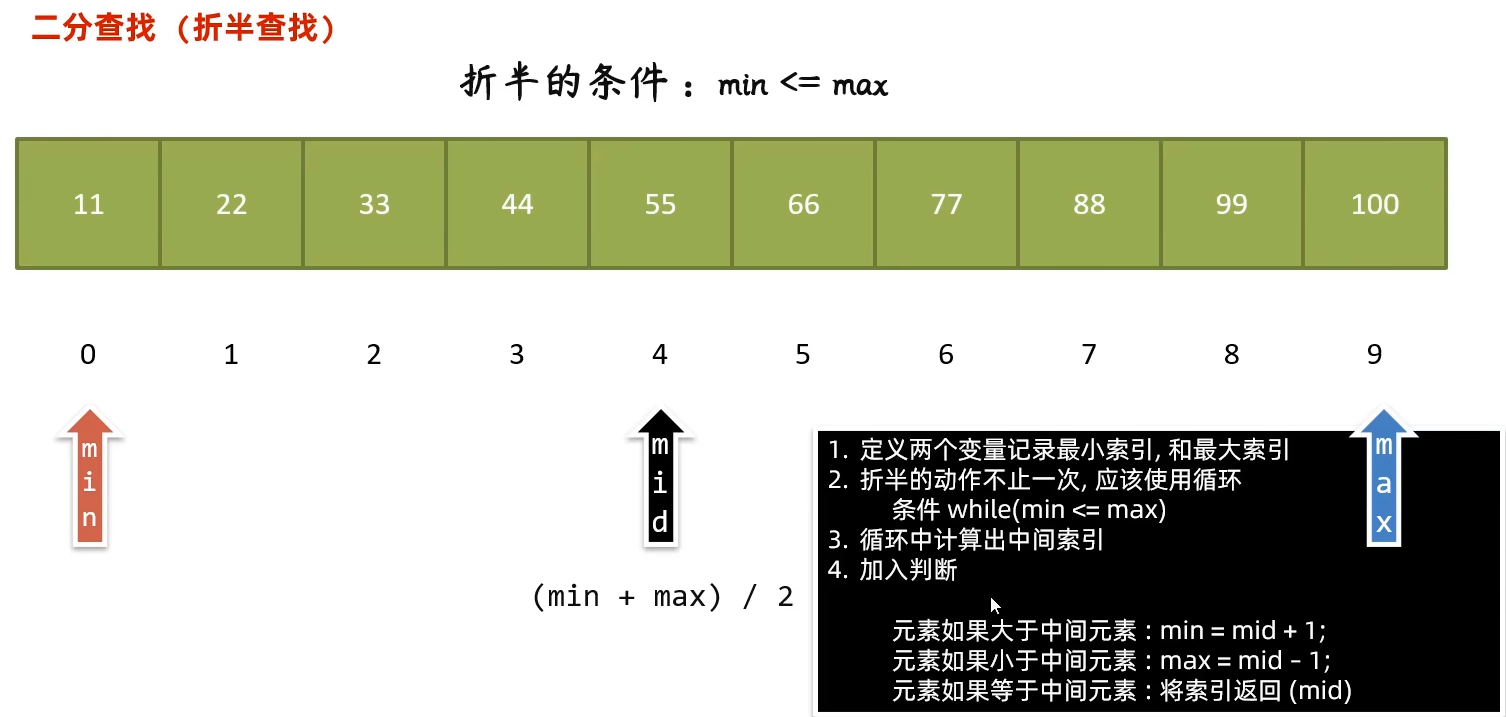 二分查找（折半查找）
折半的条件：min <= max
11 22 33 44 55 66 77 88 99 100
0 1 2 3 4 5 6 7 8 9
min
mid
max
(min + max) / 2
1. 定义两个变量记录最小索引, 和最大索引
2. 折半的动作不止一次, 应该使用循环
条件 while(min <= max)
3. 循环中计算出中间索引
4. 加入判断
元素如果大于中间元素 : min = mid + 1;
元素如果小于中间元素 : max = mid – 1;
元素如果等于中间元素 : 将索引返回 (mid)